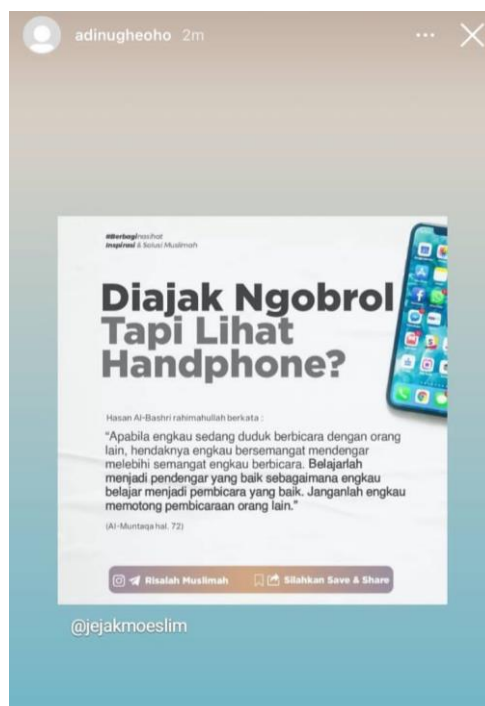 adinugheoho 2m
#Berbaginasihat
Inspirasi & Solusi Muslimah
Diajak Ngobrol
Tapi Lihat
Handphone?
Hasan Al-Bashri rahimahullah berkata :
"Apabila engkau sedang duduk berbicara dengan orang
lain, hendaknya engkau bersemangat mendengar
melebihi semangat engkau berbicara. Belajarlah
menjadi pendengar yang baik sebagaimana engkau
belajar menjadi pembicara yang baik. Janganlah engkau
memotong pembicaraan orang lain."
(Al-Muntaqa hal. 72)
Risalah Muslimah Silahkan Save & Share
@jejakmoeslim